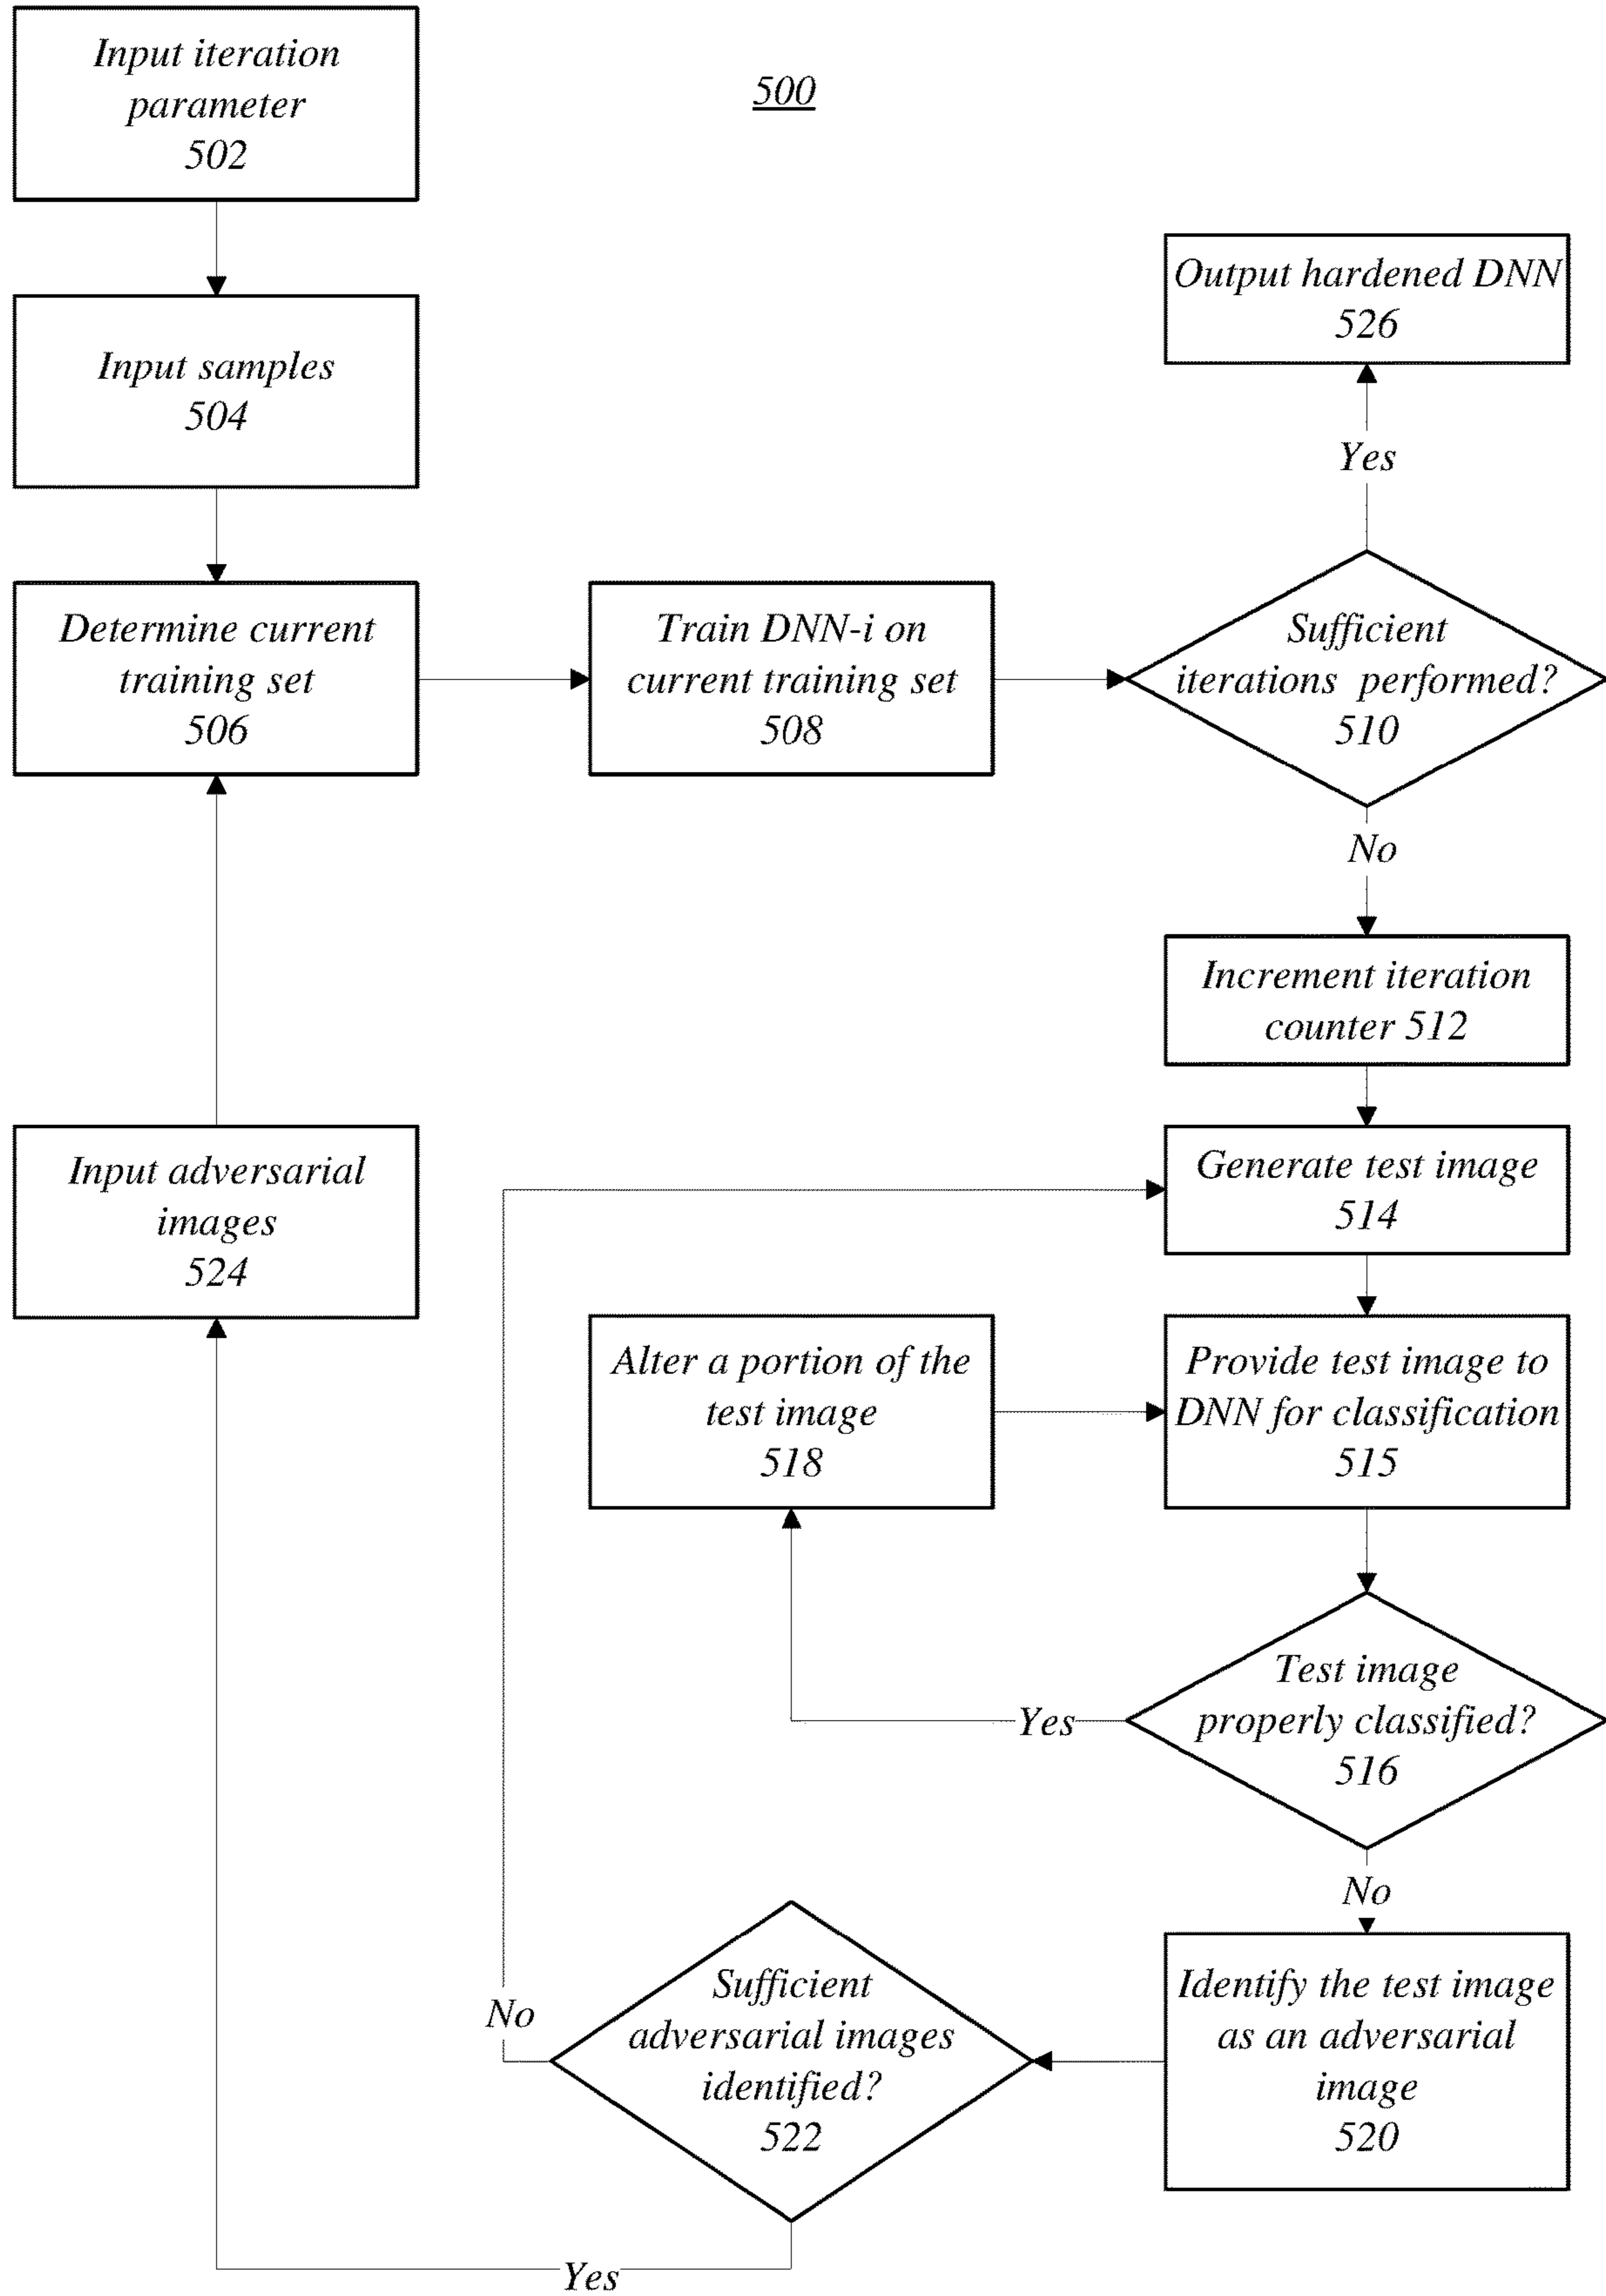 Input iteration
parameter
502
500
Input samples
504
Output hardened DNN
526
Yes
Determine current
training set
506
Train DNN-i on
current training set
508
Sufficient
iterations performed?
510
No
Increment iteration
counter 512
Input adversarial
images
524
Generate test image
514
Alter a portion of the
test image
518
Provide test image to
DNN for classification
515
Test image
properly classified?
516
Yes
No
Sufficient
adversarial images
identified?
522
No
Identify the test image
as an adversarial
image
520
Yes